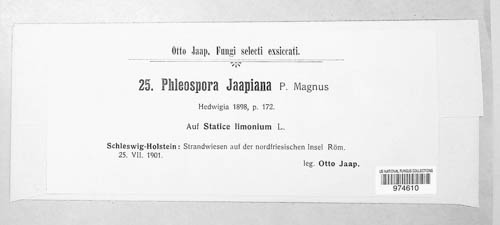 Otto Jaap, Fungi selecti exsiccati.
25. Phleospora Jaapiana P. Magnus
Hedwigia 1898, p. 172.
Auf Statice limonium L.
Schleswig-Holstein: Strandwiesen auf der nordfriesischen Insel Röm.
25. VII. 1901.
leg. Otto Jaap.
US NATIONAL FUNGUS COLLECTIONS
974610